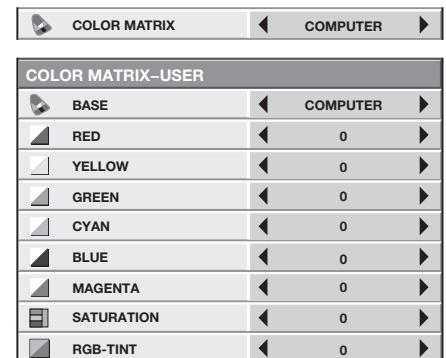 COLOR MATRIX COMPUTER
COLOR MATRIX–USER
BASE COMPUTER
RED 0
YELLOW 0
GREEN 0
CYAN 0
BLUE 0
MAGENTA 0
SATURATION 0
RGB-TINT 0